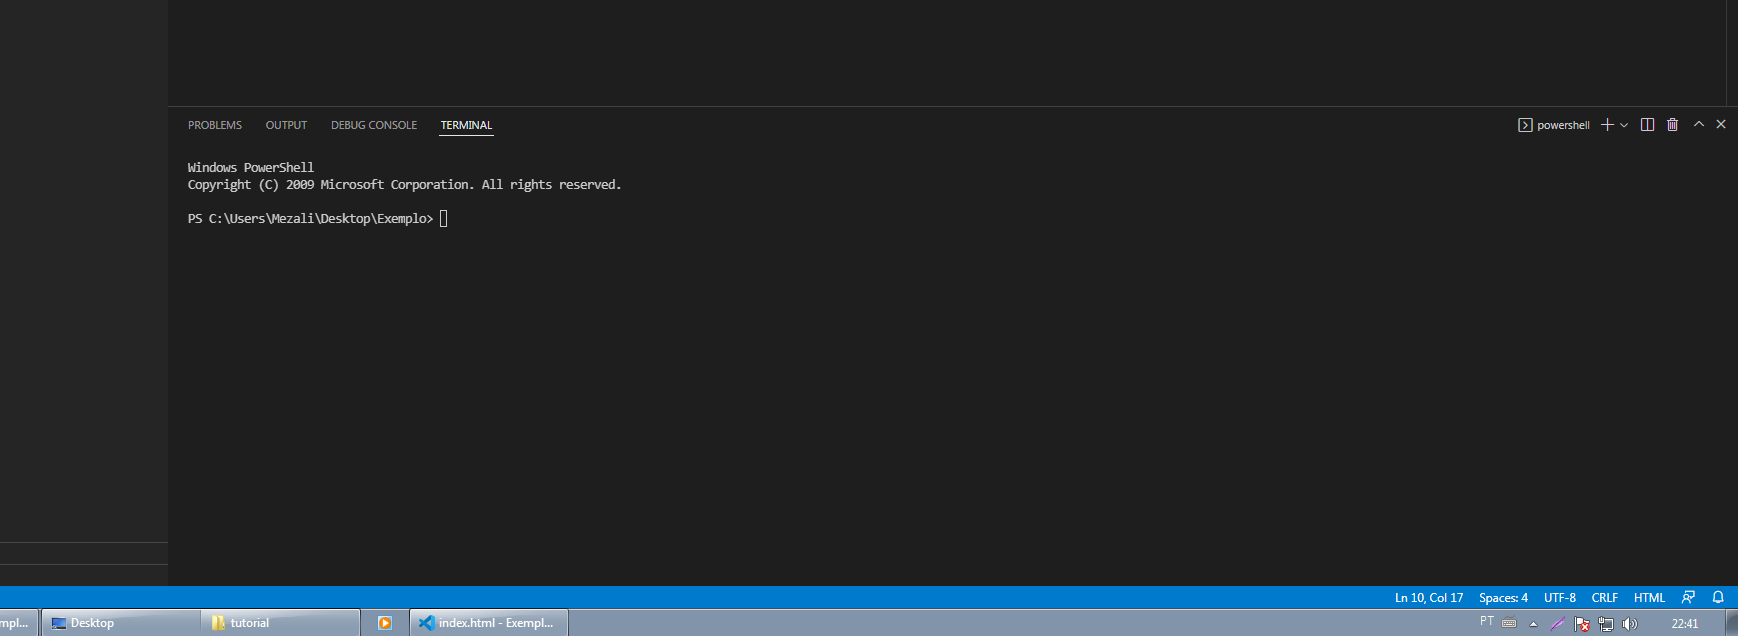 PROBLEMS OUTPUT DEBUG CONSOLE TERMINAL powershell
Windows PowerShell
Copyright (C) 2009 Microsoft Corporation. All rights reserved.
PS C:\Users\Mezali\Desktop\Exemplo>
Ln 10, Col 17 Spaces: 4 UTF-8 CRLF HTML
mpl... Desktop tutorial index.html - Exempl... PT 22:41